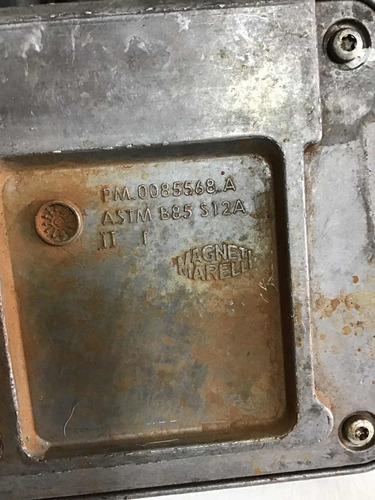 PM.0085568.A
ASTM B85 S12A
IT I
MAGNETI
MARELLI